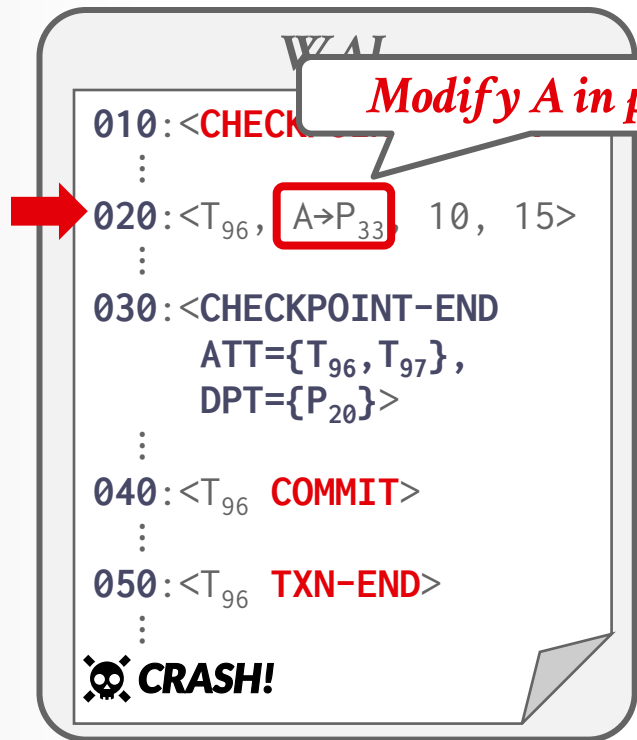 Modify A in
010:<CHECK
⋮
020:<T₉₆, A→P₃₃, 10, 15>
⋮
030:<CHECKPOINT-END
ATT={T₉₆,T₉₇},
DPT={P₂₀}>
⋮
040:<T₉₆ COMMIT>
⋮
050:<T₉₆ TXN-END>
⋮
CRASH!